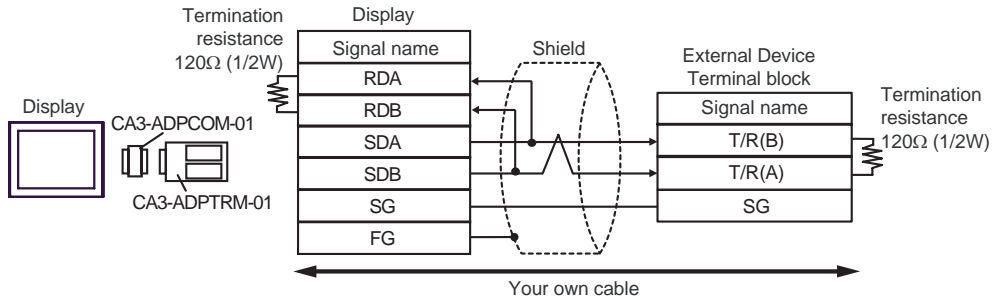 Display
CA3-ADPCOM-01
CA3-ADPTRM-01
Termination
resistance
120Ω (1/2W)
Display
Signal name
RDA
RDB
SDA
SDB
SG
FG
Shield
External Device
Terminal block
Signal name
T/R(B)
T/R(A)
SG
Termination
resistance
120Ω (1/2W)
Your own cable